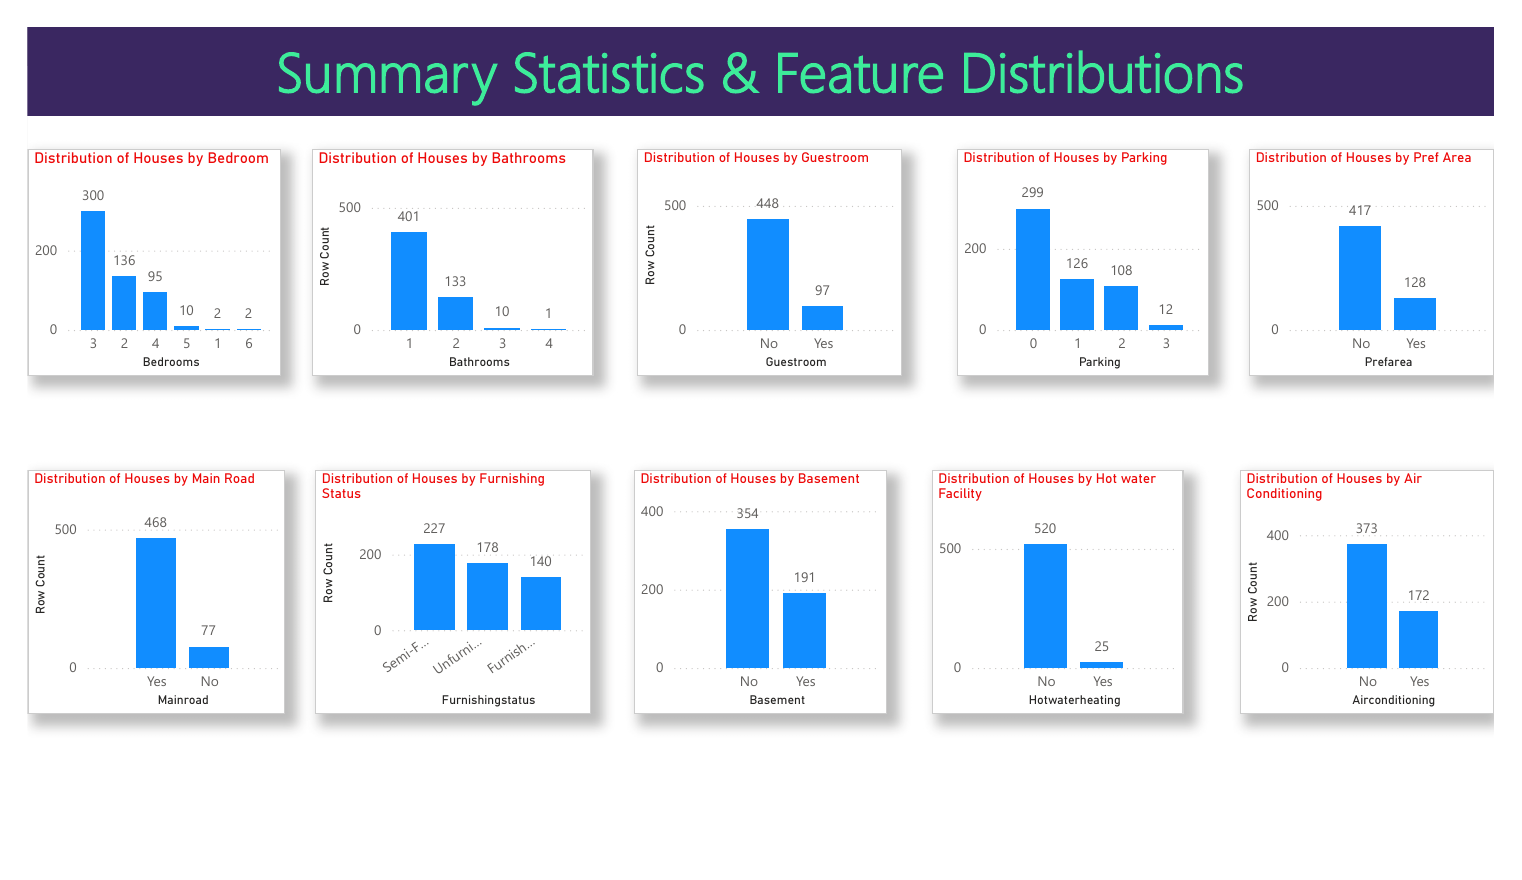 Summary Statistics & Feature Distributions
Distribution of Houses by Bedroom
300
200
136
95
10
2
2
0
3 2 4 5 1 6
Bedrooms
Distribution of Houses by Bathrooms
Row Count
500
401
133
10
1
0
1 2 3 4
Bathrooms
Distribution of Houses by Guestroom
Row Count
500
448
97
0
No Yes
Guestroom
Distribution of Houses by Parking
299
200
126
108
12
0
0 1 2 3
Parking
Distribution of Houses by Pref Area
500
417
128
0
No Yes
Prefarea
Distribution of Houses by Main Road
Row Count
500
468
77
0
Yes No
Mainroad
Distribution of Houses by Furnishing
Status
Row Count
227
200
178
140
0
Semi-F... Unfurni... Furnish...
Furnishingstatus
Distribution of Houses by Basement
400
354
200
191
0
No Yes
Basement
Distribution of Houses by Hot water
Facility
520
500
25
0
No Yes
Hotwaterheating
Distribution of Houses by Air
Conditioning
Row Count
400
373
200
172
0
No Yes
Airconditioning